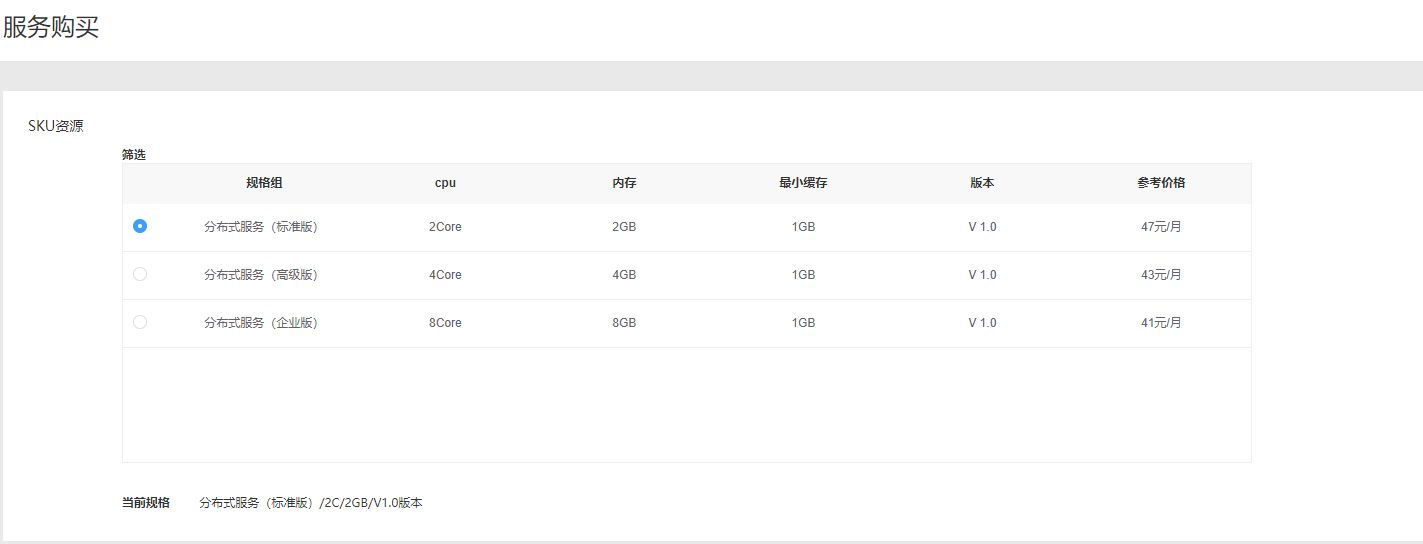 服务购买
SKU资源
筛选
规格组 cpu 内存 最小缓存 版本 参考价格
分布式服务（标准版） 2Core 2GB 1GB V 1.0 47元/月
分布式服务（高级版） 4Core 4GB 1GB V 1.0 43元/月
分布式服务（企业版） 8Core 8GB 1GB V 1.0 41元/月
当前规格 分布式服务（标准版）/2C/2GB/V1.0版本